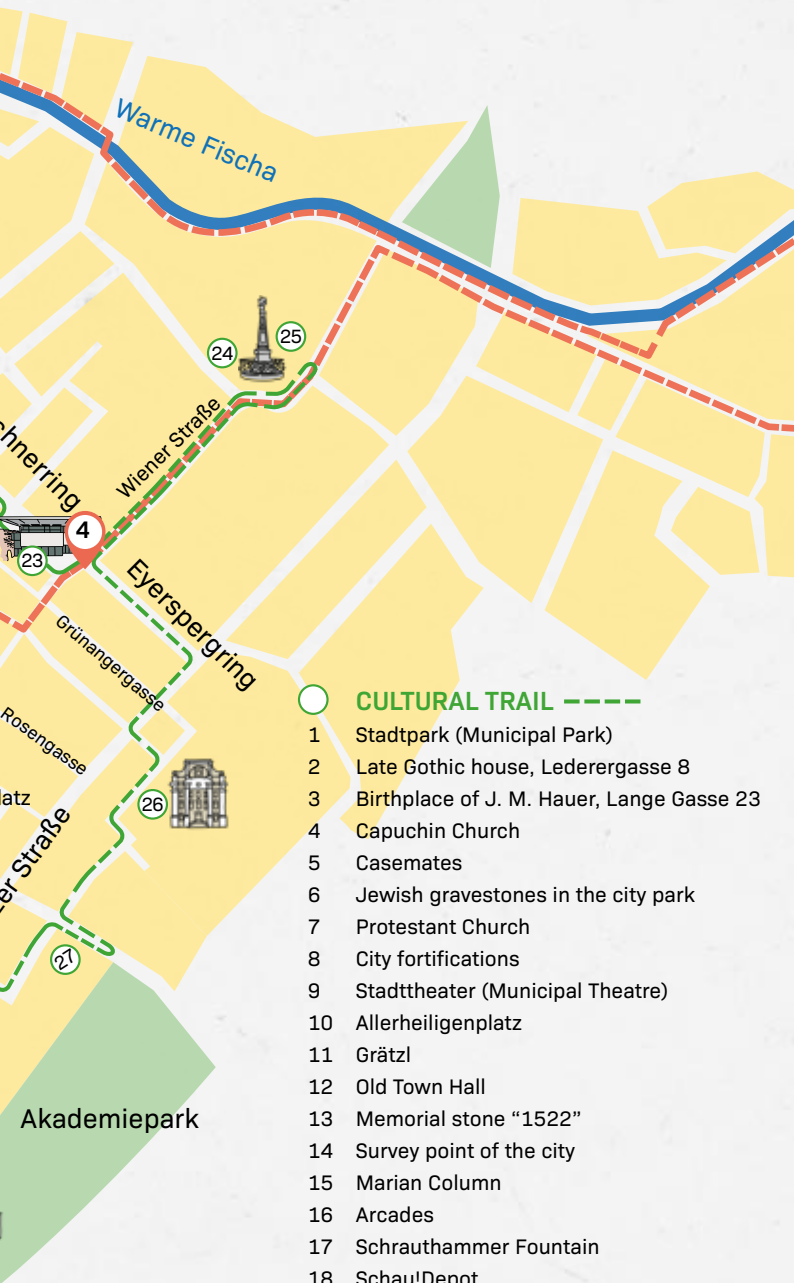 Warme Fischa
24
25
Wiener Straße
chnerring
4
23
Eyerspergring
Grünangergasse
Rosengasse
latz
26
er Straße
27
Akademiepark
CULTURAL TRAIL
1 Stadtpark (Municipal Park)
2 Late Gothic house, Lederergasse 8
3 Birthplace of J. M. Hauer, Lange Gasse 23
4 Capuchin Church
5 Casemates
6 Jewish gravestones in the city park
7 Protestant Church
8 City fortifications
9 Stadttheater (Municipal Theatre)
10 Allerheiligenplatz
11 Grätzl
12 Old Town Hall
13 Memorial stone “1522”
14 Survey point of the city
15 Marian Column
16 Arcades
17 Schrauthammer Fountain
18 Schau!Depot